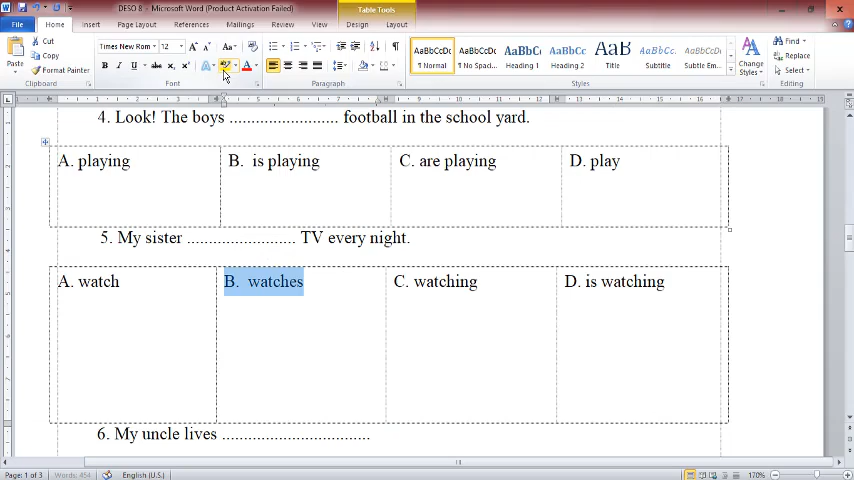 DESO 8 - Microsoft Word (Product Activation Failed)
Table Tools
File Home Insert Page Layout References Mailings Review View Design Layout
Paste
Cut
Copy
Format Painter
Clipboard
Times New Rom 12
B I U abc
Font
Paragraph
AaBbCcDc AaBbCcDc AaBbCc AaBbCc AaB AaBbCc. AaBbCcDc
¶ Normal ¶ No Spaci... Heading 1 Heading 2 Title Subtitle Subtle Em...
Styles
Change Styles
Find
Replace
Select
Editing
4. Look! The boys ......................... football in the school yard.
A. playing B. is playing C. are playing D. play
5. My sister ......................... TV every night.
A. watch B. watches C. watching D. is watching
6. My uncle lives ..................................
Page: 1 of 3 Words: 454 English (U.S.) 170%